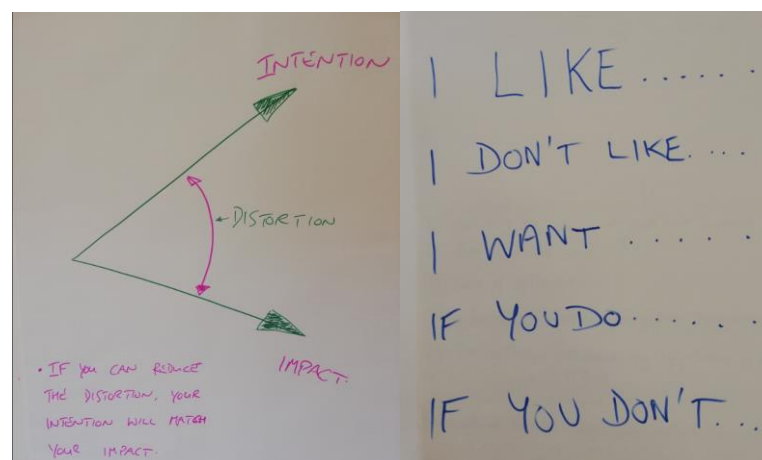 INTENTION
← DISTORTION
IMPACT.
• IF YOU CAN REDUCE
THE DISTORTION, YOUR
INTENTION WILL MATCH
YOUR IMPACT.
I LIKE ......
I DON'T LIKE....
I WANT .....
IF YOU DO......
IF YOU DON'T...